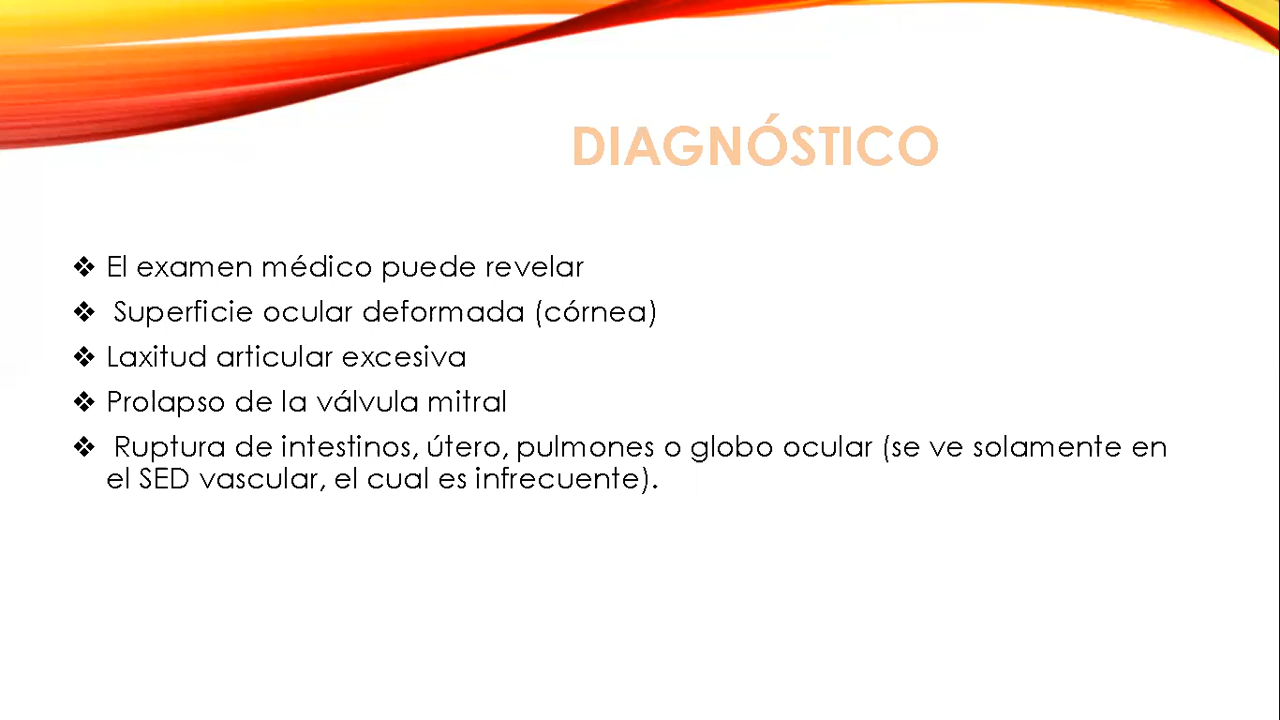 DIAGNÓSTICO
❖ El examen médico puede revelar
❖ Superficie ocular deformada (córnea)
❖ Laxitud articular excesiva
❖ Prolapso de la válvula mitral
❖ Ruptura de intestinos, útero, pulmones o globo ocular (se ve solamente en
el SED vascular, el cual es infrecuente).